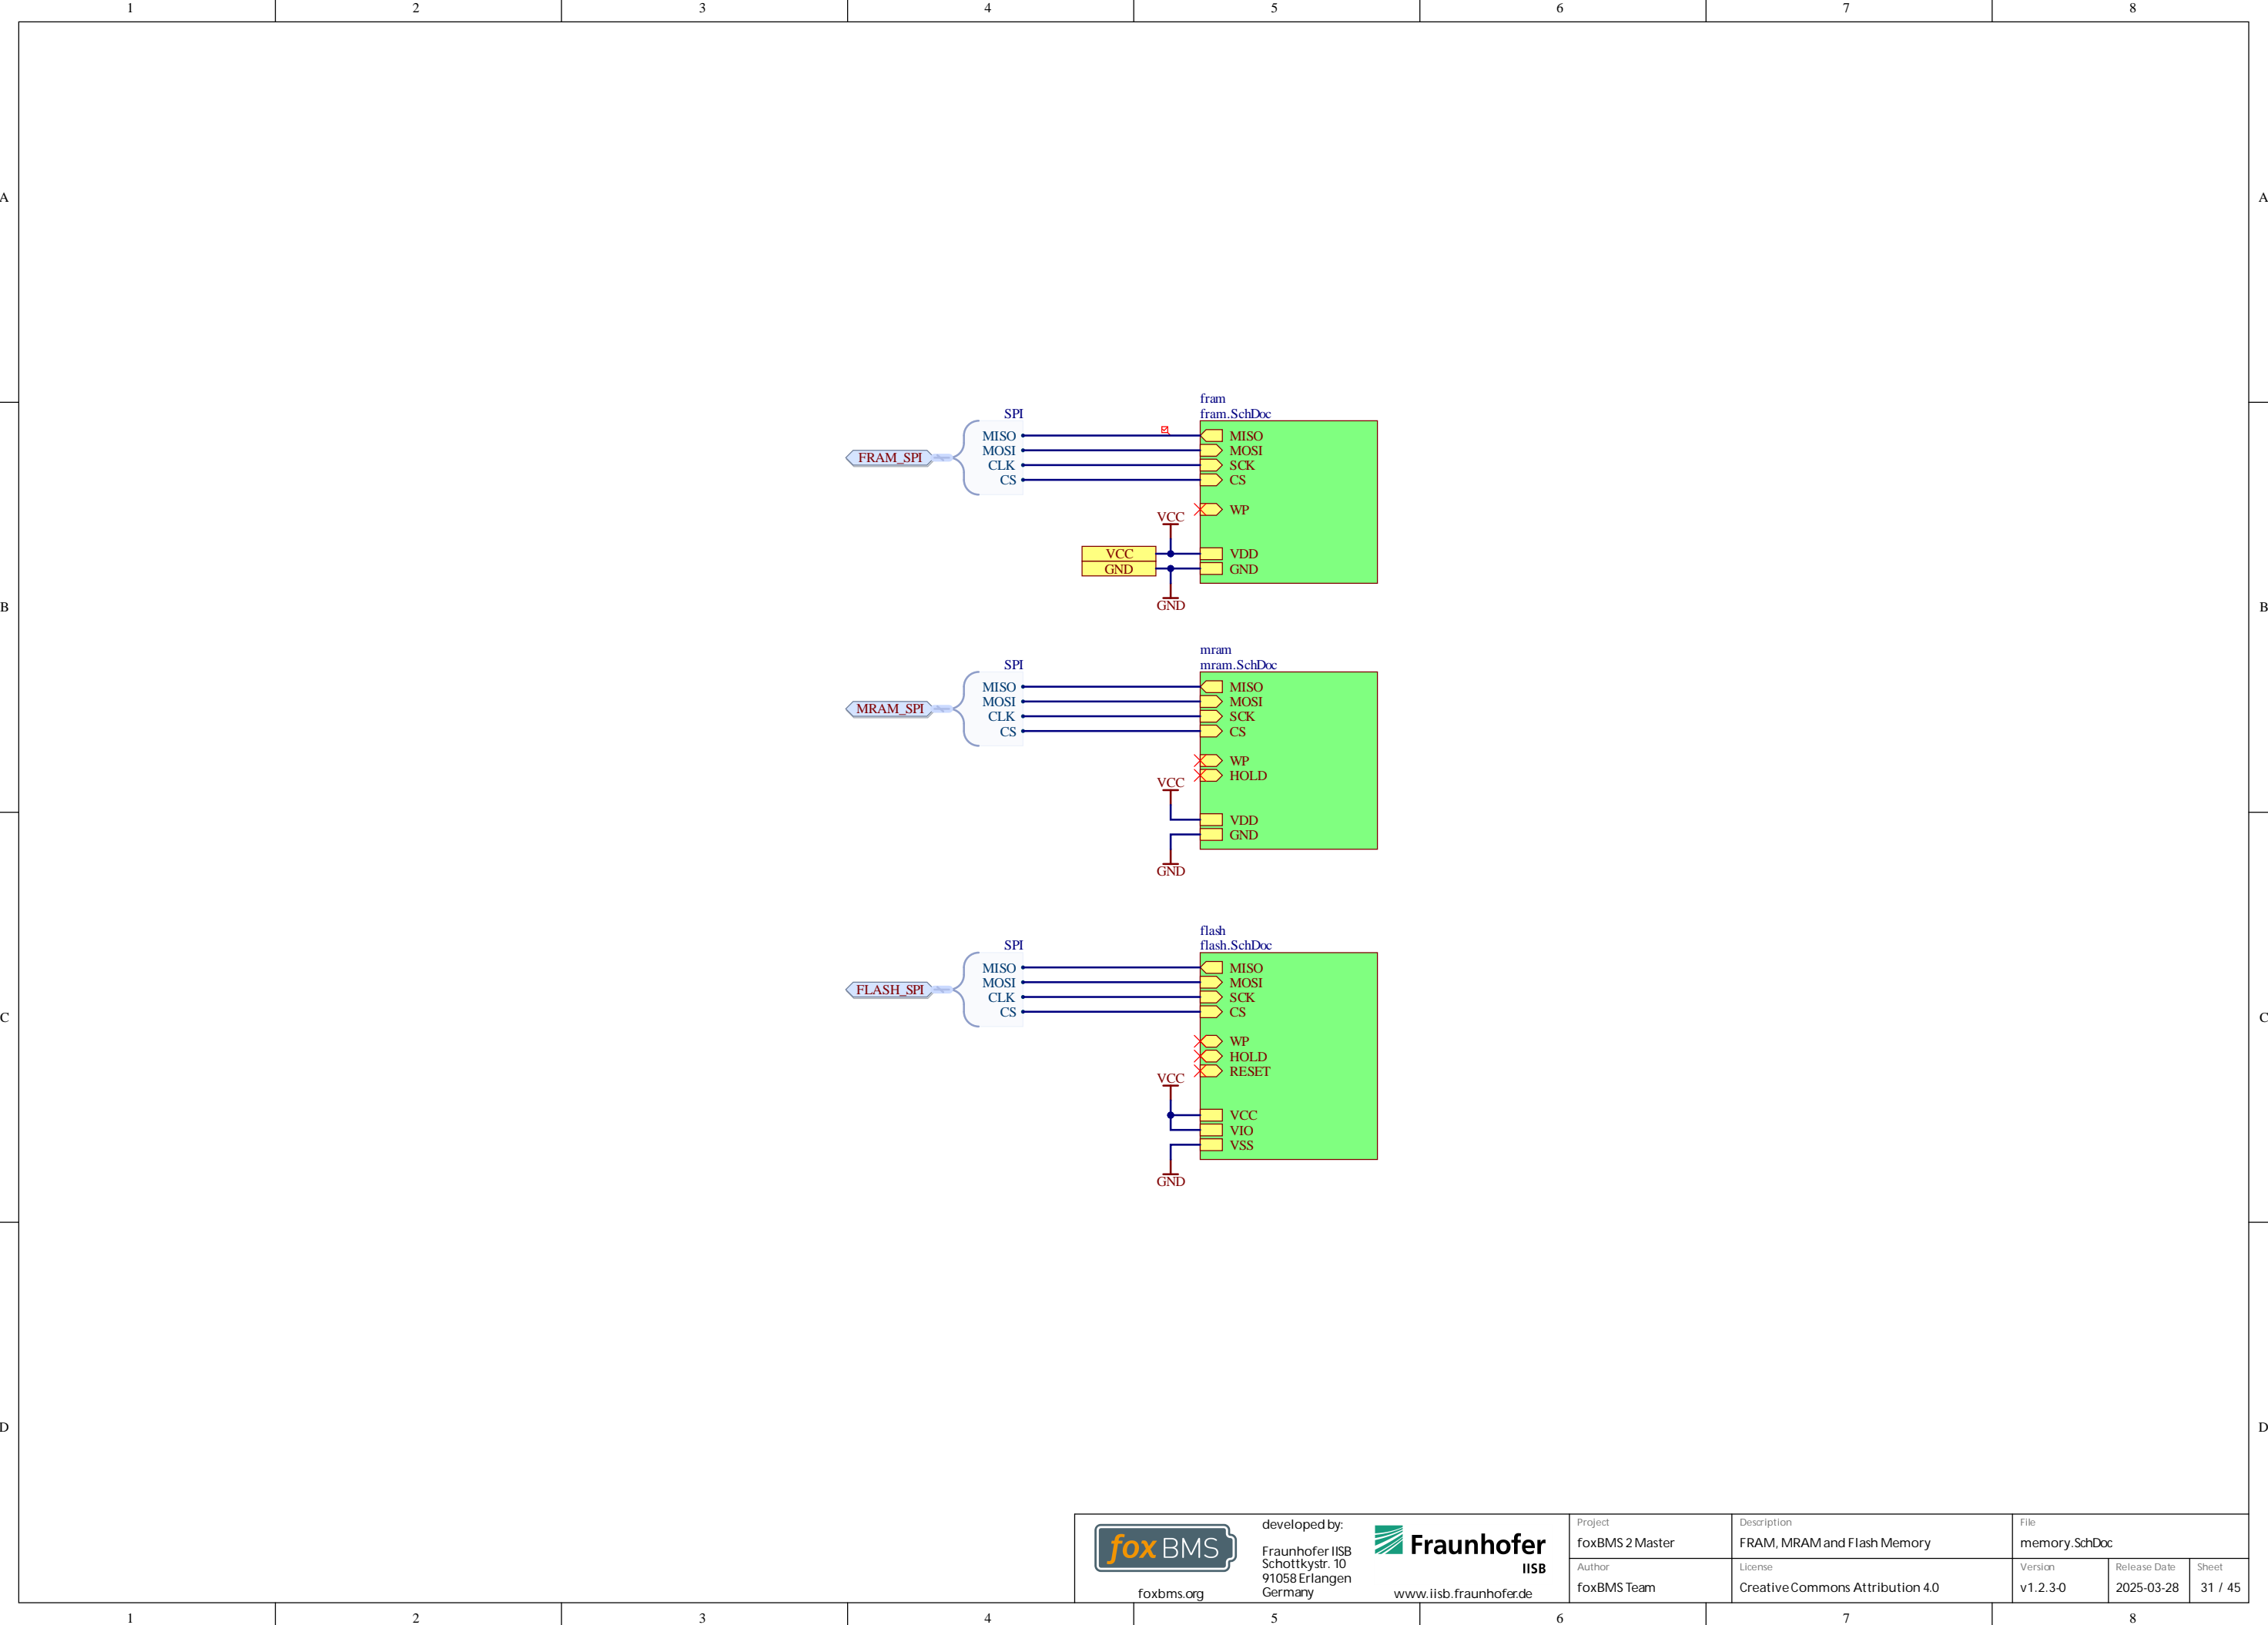 1 2 3 4 5 6 7 8
A A
fram
fram.SchDoc
SPI
MISO MISO
MOSI MOSI
FRAM_SPI
CLK SCK
CS CS
WP
VCC
VCC VDD
GND GND
GND
mram
mram.SchDoc
SPI
MISO MISO
MOSI MOSI
MRAM_SPI
CLK SCK
CS CS
WP
HOLD
VCC
VDD
GND
GND
B B
flash
flash.SchDoc
SPI
MISO MISO
MOSI MOSI
FLASH_SPI
CLK SCK
CS CS
WP
HOLD
RESET
VCC
VCC
VIO
VSS
GND
C C
D D
foxBMS
foxbms.org
developed by:
Fraunhofer IISB
Schottkystr. 10
91058 Erlangen
Germany
Fraunhofer
IISB
www.iisb.fraunhofer.de
Project
foxBMS 2 Master
Description
FRAM, MRAM and Flash Memory
File
memory.SchDoc
Author
foxBMS Team
License
Creative Commons Attribution 4.0
Version
v1.2.3-0
Release Date
2025-03-28
Sheet
31 / 45
1 2 3 4 5 6 7 8